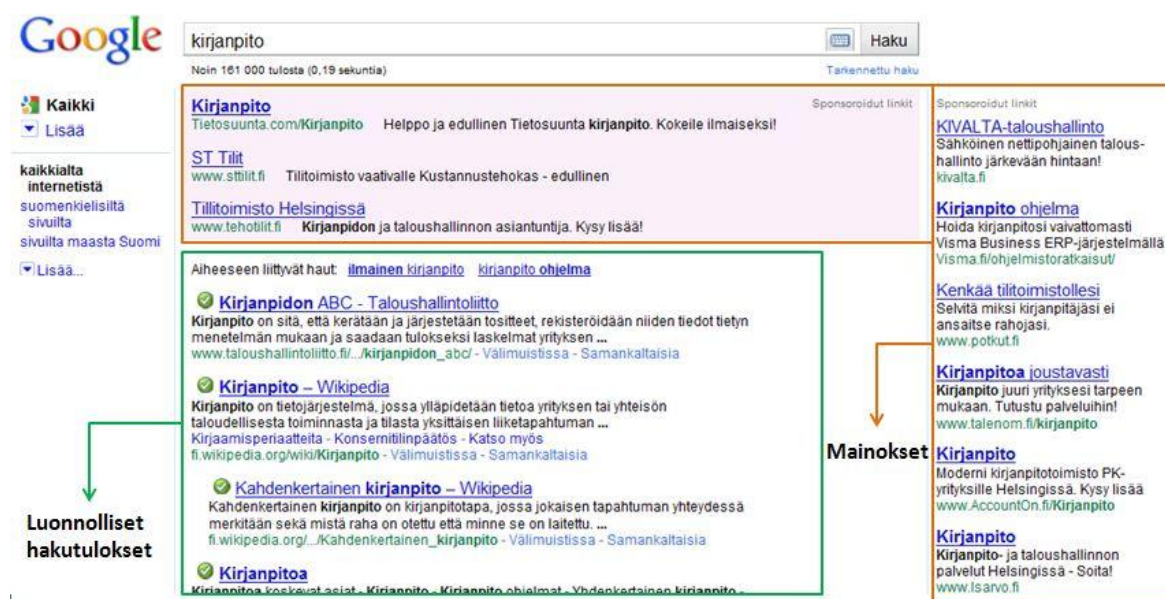 Google
kirjanpito
Haku
Noin 161 000 tulosta (0,19 sekuntia)
Tarkennettu haku
Kaikki
Lisää
kaikkialta
internetistä
suomenkielisiltä
sivuilta
sivuilta maasta Suomi
Lisää...
Kirjanpito
Sponsoroidut linkit
Tietosuunta.com/Kirjanpito Helppo ja edullinen Tietosuunta kirjanpito. Kokeile ilmaiseksi!
ST Tilit
www.sttilit.fi Tilitoimisto vaativalle Kustannustehokas - edullinen
Tillitoimisto Helsingissä
www.tehotilit.fi Kirjanpidon ja taloushallinnon asiantuntija. Kysy lisää!
Aiheeseen liittyvät haut: ilmainen kirjanpito kirjanpito ohjelma
Kirjanpidon ABC - Taloushallintoliitto
Kirjanpito on sitä, että kerätään ja järjestetään tositteet, rekisteröidään niiden tiedot tietyn
menetelmän mukaan ja saadaan tulokseksi laskelmat yrityksen ...
www.taloushallintoliitto.fi/.../kirjanpidon_abc/ - Välimuistissa - Samankaltaisia
Kirjanpito – Wikipedia
Kirjanpito on tietojärjestelmä, jossa ylläpidetään tietoa yrityksen tai yhteisön
taloudellisesta toiminnasta ja tilasta yksittäisen liiketapahtuman ...
Kirjaamisperiaatteita - Konsernitilinpäätös - Katso myös
fi.wikipedia.org/wiki/Kirjanpito - Välimuistissa - Samankaltaisia
Kahdenkertainen kirjanpito – Wikipedia
Kahdenkertainen kirjanpito on kirjanpitotapa, jossa jokaisen tapahtuman yhteydessä
merkitään sekä mistä raha on otettu että minne se on laitettu. ...
fi.wikipedia.org/.../Kahdenkertainen_kirjanpito - Välimuistissa - Samankaltaisia
Kirjanpitoa
Kirjanpitoa koskevat asiat - Kirjanpito - Kirjanpito ohjelmat - Yhdenkertainen kirjanpito -
Sponsoroidut linkit
KIVALTA-taloushallinto
Sähköinen nettipohjainen talous-
hallinto järkevään hintaan!
kivalta.fi
Kirjanpito ohjelma
Hoida kirjanpitosi vaivattomasti
Visma Business ERP-järjestelmällä
Visma.fi/ohjelmistoratkaisut/
Kenkää tilitoimistollesi
Selvitä miksi kirjanpitäjäsi ei
ansaitse rahojasi.
www.potkut.fi
Kirjanpitoa joustavasti
Kirjanpito juuri yrityksesi tarpeen
mukaan. Tutustu palveluihin!
www.talenom.fi/kirjanpito
Kirjanpito
Moderni kirjanpitotoimisto PK-
yrityksille Helsingissä. Kysy lisää
www.AccountOn.fi/Kirjanpito
Kirjanpito
Kirjanpito- ja taloushallinnon
palvelut Helsingissä - Soita!
www.lsarvo.fi
Luonnolliset
hakutulokset
Mainokset